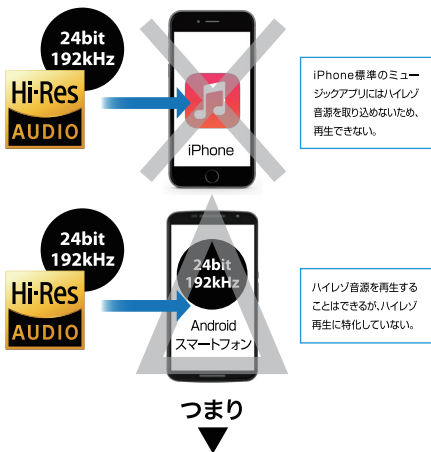 24bit
192kHz
Hi-Res
AUDIO
iPhone
iPhone標準のミュー
ジックアプリにはハイレゾ
音源を取り込めないため、
再生できない。
24bit
192kHz
Hi-Res
AUDIO
24bit
192kHz
Android
スマートフォン
ハイレゾ音源を再生する
ことはできるが、ハイレゾ
再生に特化していない。
つまり